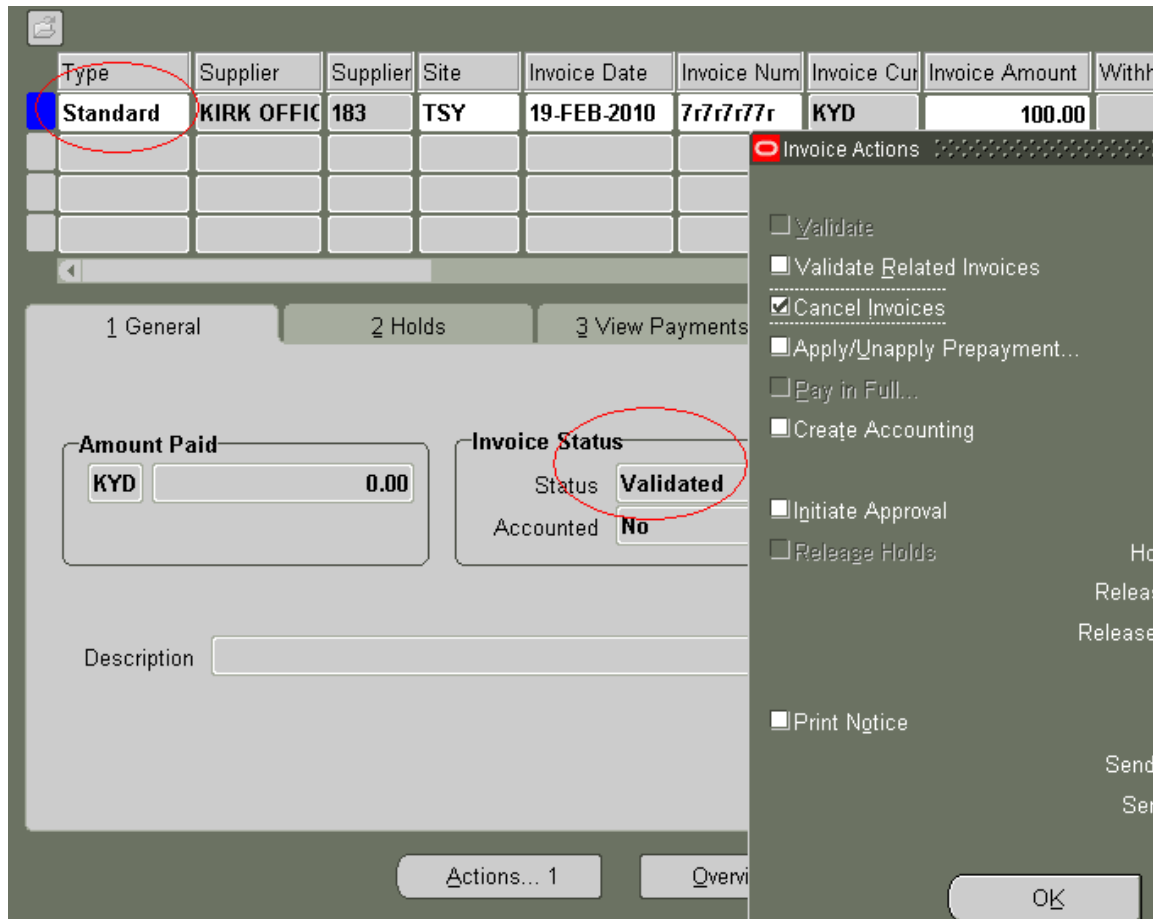 Type Supplier Supplier Site Invoice Date Invoice Num Invoice Cur Invoice Amount Withh
Standard KIRK OFFIC 183 TSY 19-FEB-2010 7r7r7r77r KYD 100.00
Invoice Actions
Validate
Validate Related Invoices
Cancel Invoices
1 General 2 Holds 3 View Payments
Apply/Unapply Prepayment...
Pay in Full...
Create Accounting
Amount Paid Invoice Status
KYD 0.00 Status Validated
Accounted No
Initiate Approval
Release Holds Ho
Releas
Release
Description
Print Notice
Send
Ser
Actions... 1 Overvi
OK